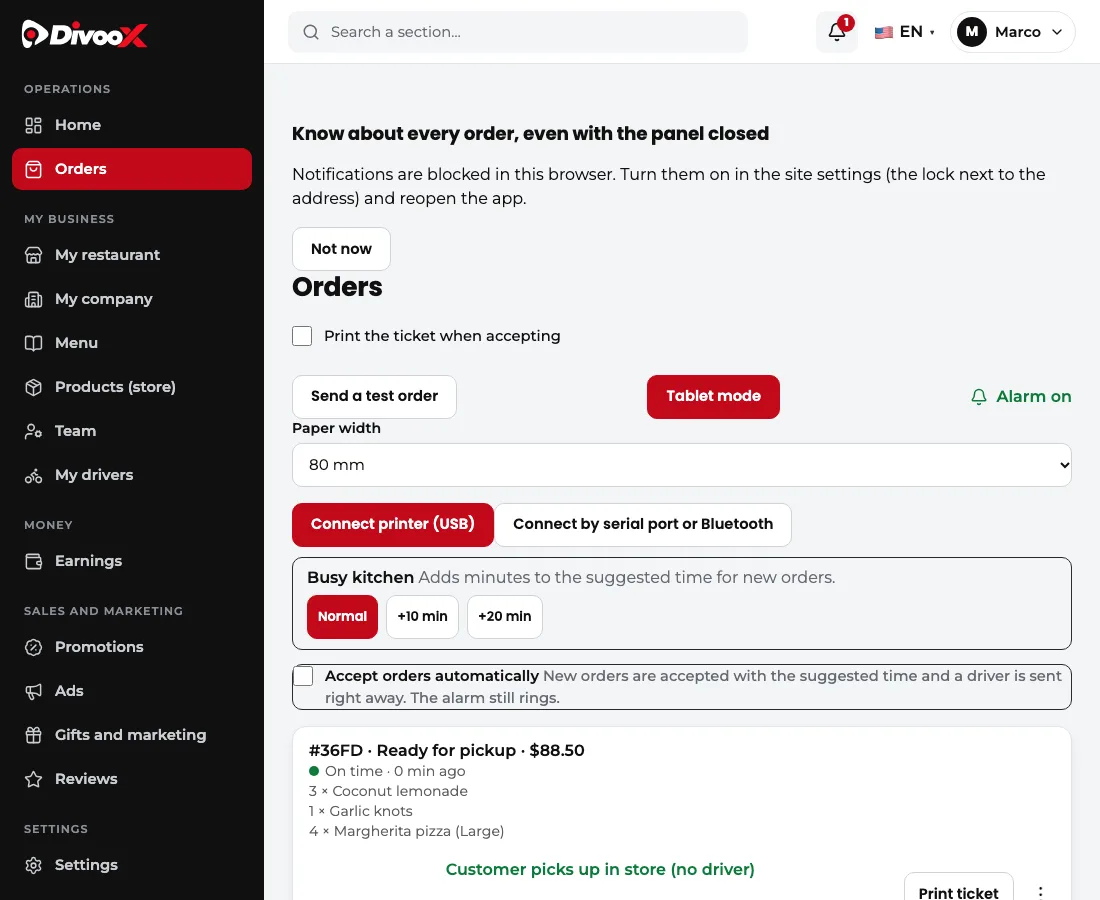 DivooX
Search a section...
1
EN
M
Marco
OPERATIONS
Home
Orders
MY BUSINESS
My restaurant
My company
Menu
Products (store)
Team
My drivers
MONEY
Earnings
SALES AND MARKETING
Promotions
Ads
Gifts and marketing
Reviews
SETTINGS
Settings
Know about every order, even with the panel closed
Notifications are blocked in this browser. Turn them on in the site settings (the lock next to the
address) and reopen the app.
Not now
Orders
Print the ticket when accepting
Send a test order
Tablet mode
Alarm on
Paper width
80 mm
Connect printer (USB)
Connect by serial port or Bluetooth
Busy kitchen Adds minutes to the suggested time for new orders.
Normal
+10 min
+20 min
Accept orders automatically New orders are accepted with the suggested time and a driver is sent
right away. The alarm still rings.
#36FD · Ready for pickup · $88.50
On time · 0 min ago
3 × Coconut lemonade
1 × Garlic knots
4 × Margherita pizza (Large)
Customer picks up in store (no driver)
Print ticket